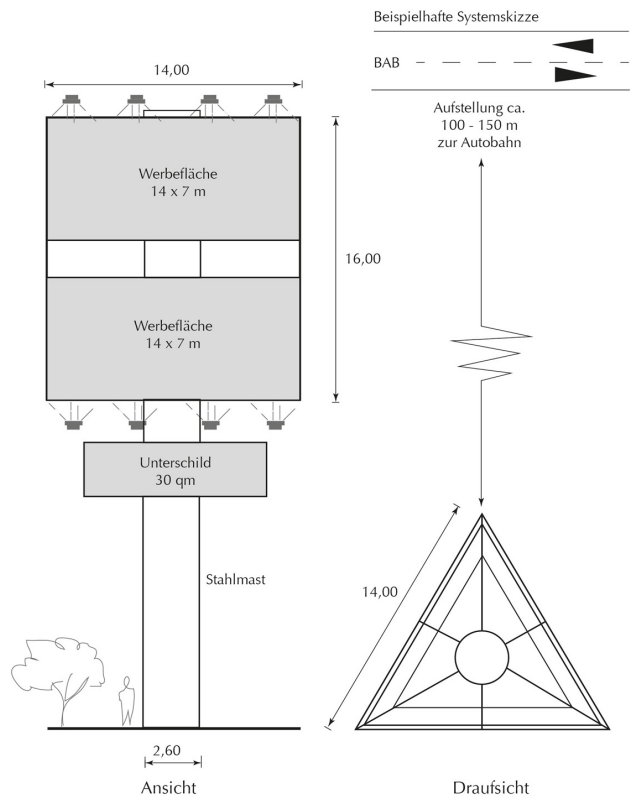 Beispielhafte Systemskizze
BAB
Aufstellung ca.
100 - 150 m
zur Autobahn
14,00
Werbefläche
14 x 7 m
16,00
Werbefläche
14 x 7 m
Unterschild
30 qm
Stahlmast
14,00
2,60
Ansicht
Draufsicht